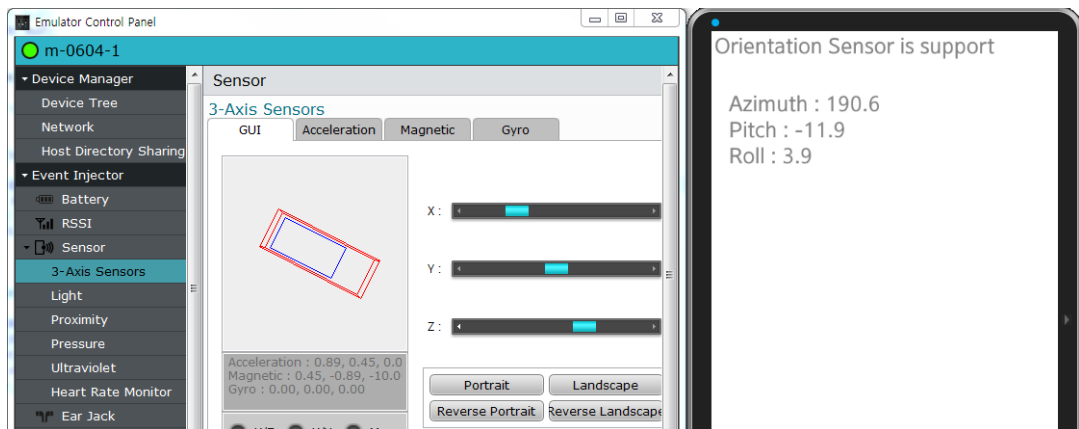 Emulator Control Panel
m-0604-1
Device Manager
Device Tree
Network
Host Directory Sharing
Event Injector
Battery
RSSI
Sensor
3-Axis Sensors
Light
Proximity
Pressure
Ultraviolet
Heart Rate Monitor
Ear Jack
Sensor
3-Axis Sensors
GUI
Acceleration
Magnetic
Gyro
X :
Y :
Z :
Acceleration : 0.89, 0.45, 0.0
Magnetic : 0.45, -0.89, -10.0
Gyro : 0.00, 0.00, 0.00
Portrait
Landscape
Reverse Portrait
Reverse Landscape
Orientation Sensor is support
Azimuth : 190.6
Pitch : -11.9
Roll : 3.9